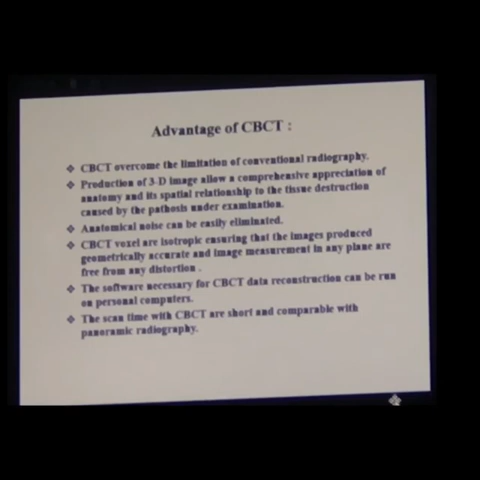 Advantage of CBCT :
❖ CBCT overcome the limitation of conventional radiography.
❖ Production of 3-D image allow a comprehensive appreciation of
anatomy and its spatial relationship to the tissue destruction
caused by the pathosis under examination.
❖ Anatomical noise can be easily eliminated.
❖ CBCT voxel are isotropic ensuring that the images produced
geometrically accurate and image measurement in any plane are
free from any distortion .
❖ The software necessary for CBCT data reconstruction can be run
on personal computers.
❖ The scan time with CBCT are short and comparable with
panoramic radiography.